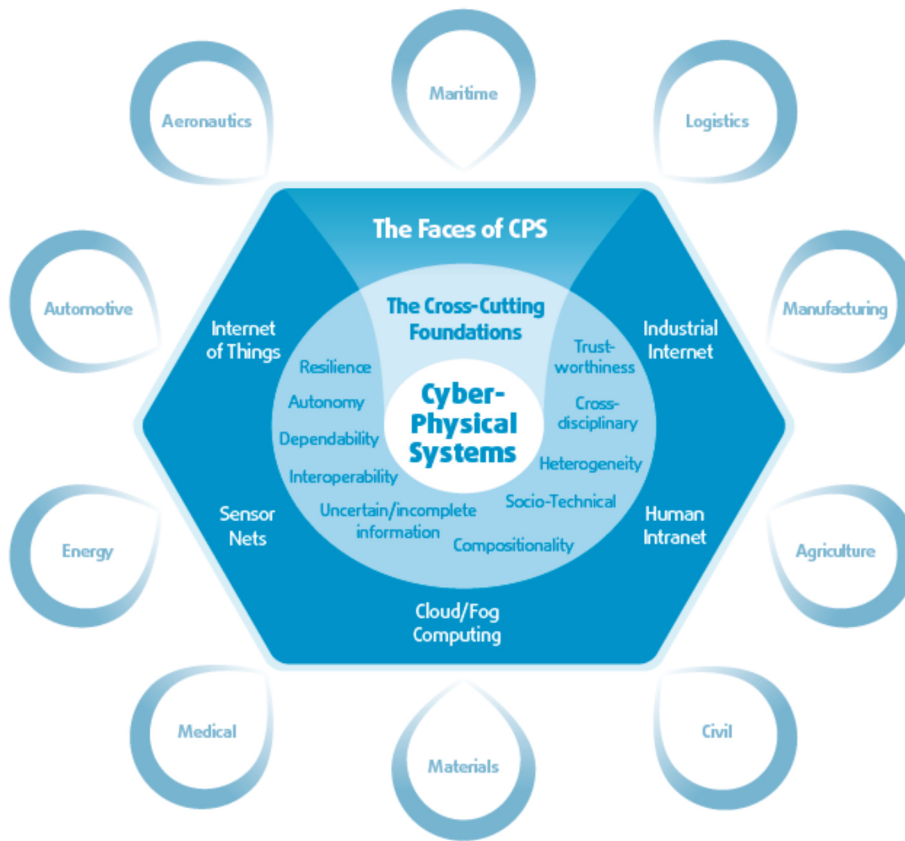 Maritime
Aeronautics
Logistics
The Faces of CPS
Automotive
Manufacturing
The Cross-Cutting
Foundations
Internet
of Things
Industrial
Internet
Resilience
Autonomy
Dependability
Interoperability
Uncertain/incomplete
information
Trust-
worthiness
Cross-
disciplinary
Heterogeneity
Socio-Technical
Compositionality
Cyber-
Physical
Systems
Sensor
Nets
Human
Intranet
Cloud/Fog
Computing
Energy
Agriculture
Medical
Materials
Civil